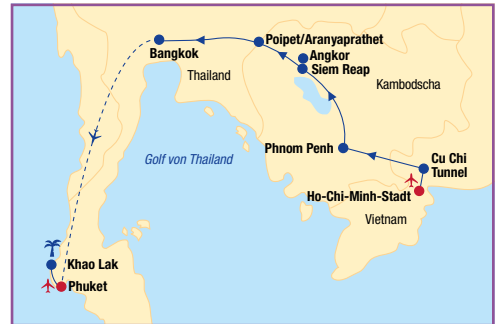 Poipet/Aranyaprathet
Bangkok
Angkor
Siem Reap
Thailand
Kambodscha
Phnom Penh
Golf von Thailand
Cu Chi
Tunnel
Ho-Chi-Minh-Stadt
Vietnam
Khao Lak
Phuket